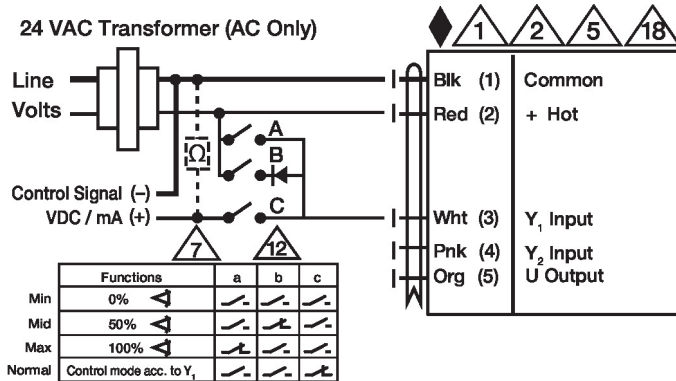 24 VAC Transformer (AC Only)
1 2 5 18
Line
Volts
Blk (1) Common
Red (2) + Hot
A
Ω
B
Control Signal (–)
VDC / mA (+)
C
Wht (3) Y₁ Input
Pnk (4) Y₂ Input
Org (5) U Output
7 12
Functions a b c
Min 0%
Mid 50%
Max 100%
Normal Control mode acc. to Y₁